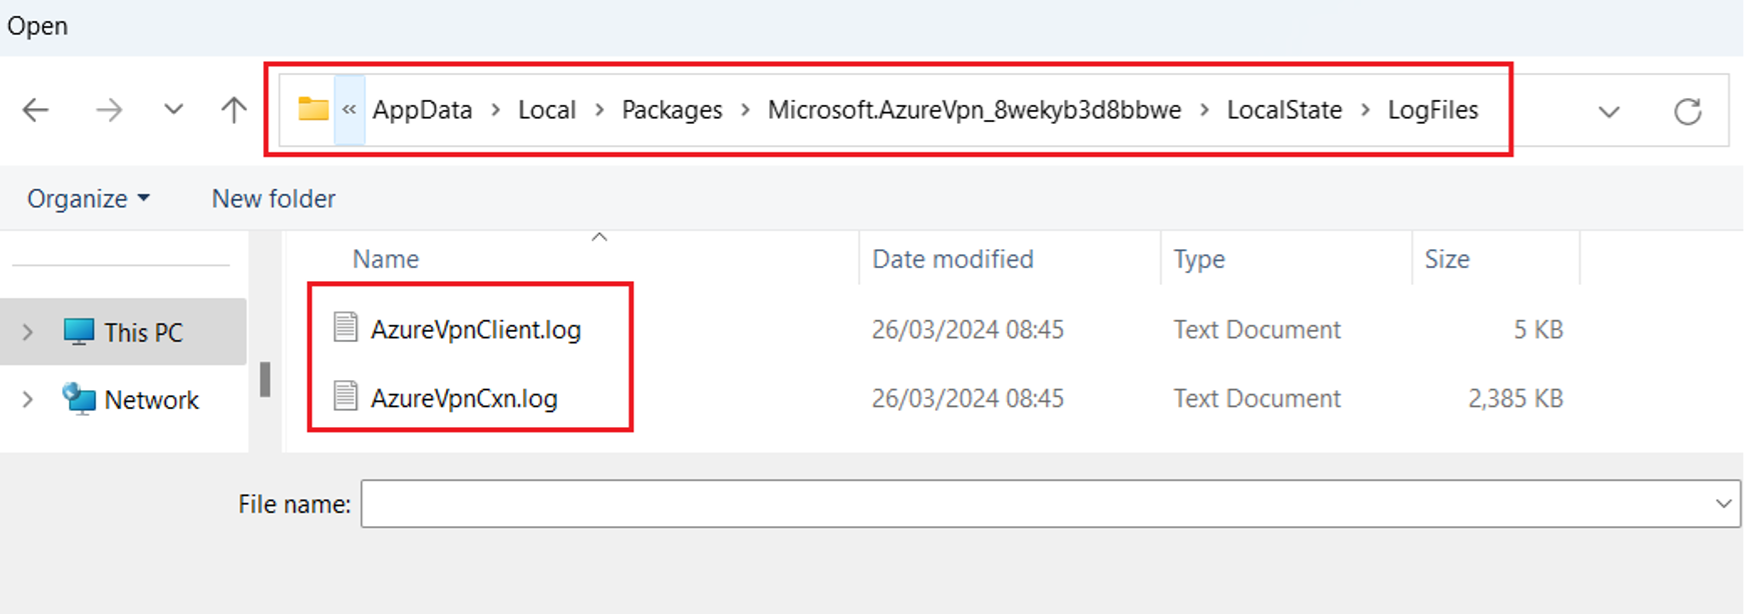 Open
« AppData > Local > Packages > Microsoft.AzureVpn_8wekyb3d8bbwe > LocalState > LogFiles
Organize New folder
Name Date modified Type Size
This PC
AzureVpnClient.log 26/03/2024 08:45 Text Document 5 KB
Network
AzureVpnCxn.log 26/03/2024 08:45 Text Document 2,385 KB
File name: